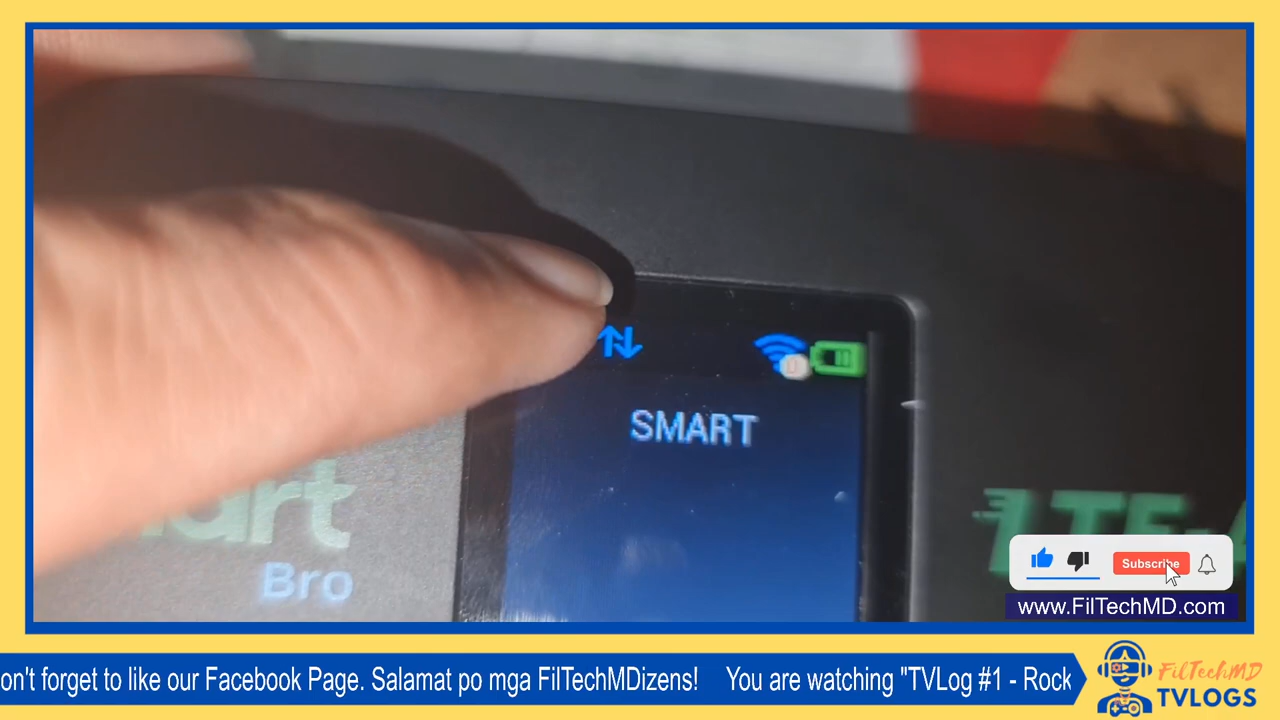 SMART
Bro
Subscribe
www.FilTechMD.com
on't forget to like our Facebook Page. Salamat po mga FilTechMDizens! You are watching "TVLog #1 - Rock
FilTechMD
TVLOGS